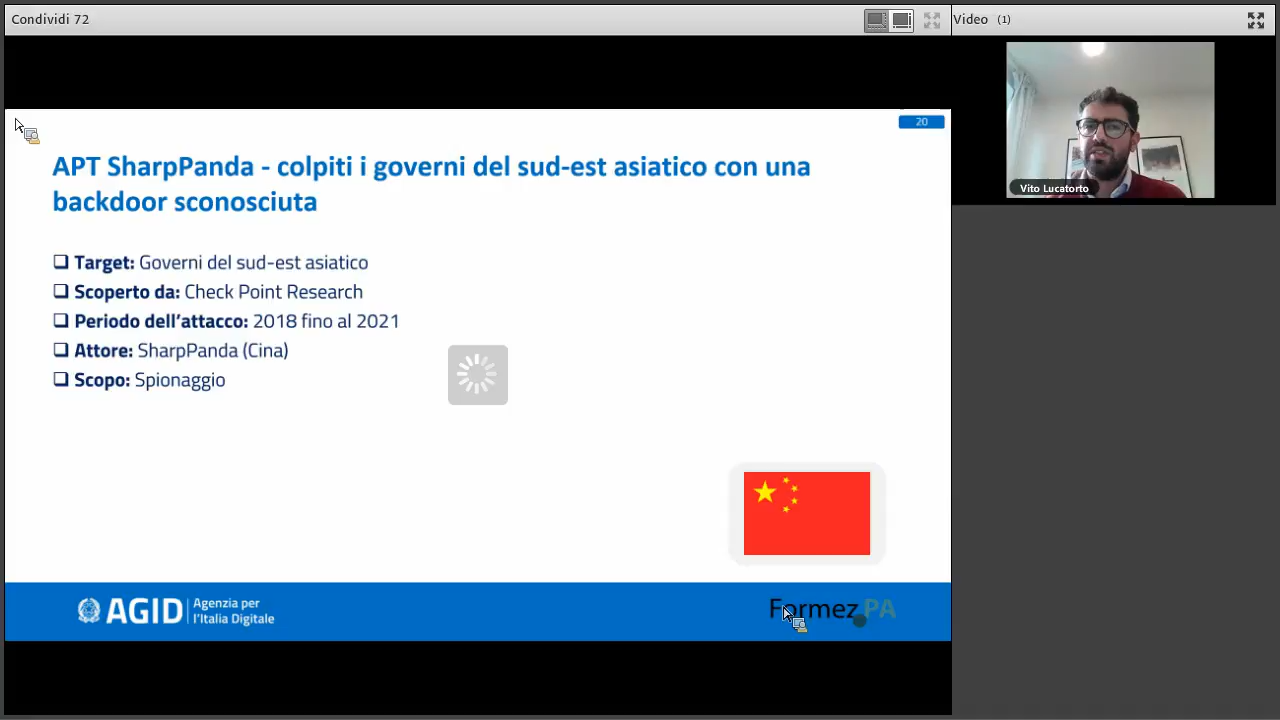 Condividi 72
Video (1)
20
APT SharpPanda - colpiti i governi del sud-est asiatico con una
backdoor sconosciuta
❑ Target: Governi del sud-est asiatico
❑ Scoperto da: Check Point Research
❑ Periodo dell’attacco: 2018 fino al 2021
❑ Attore: SharpPanda (Cina)
❑ Scopo: Spionaggio
Vito Lucatorto
AGID Agenzia per
l'Italia Digitale
Formez PA